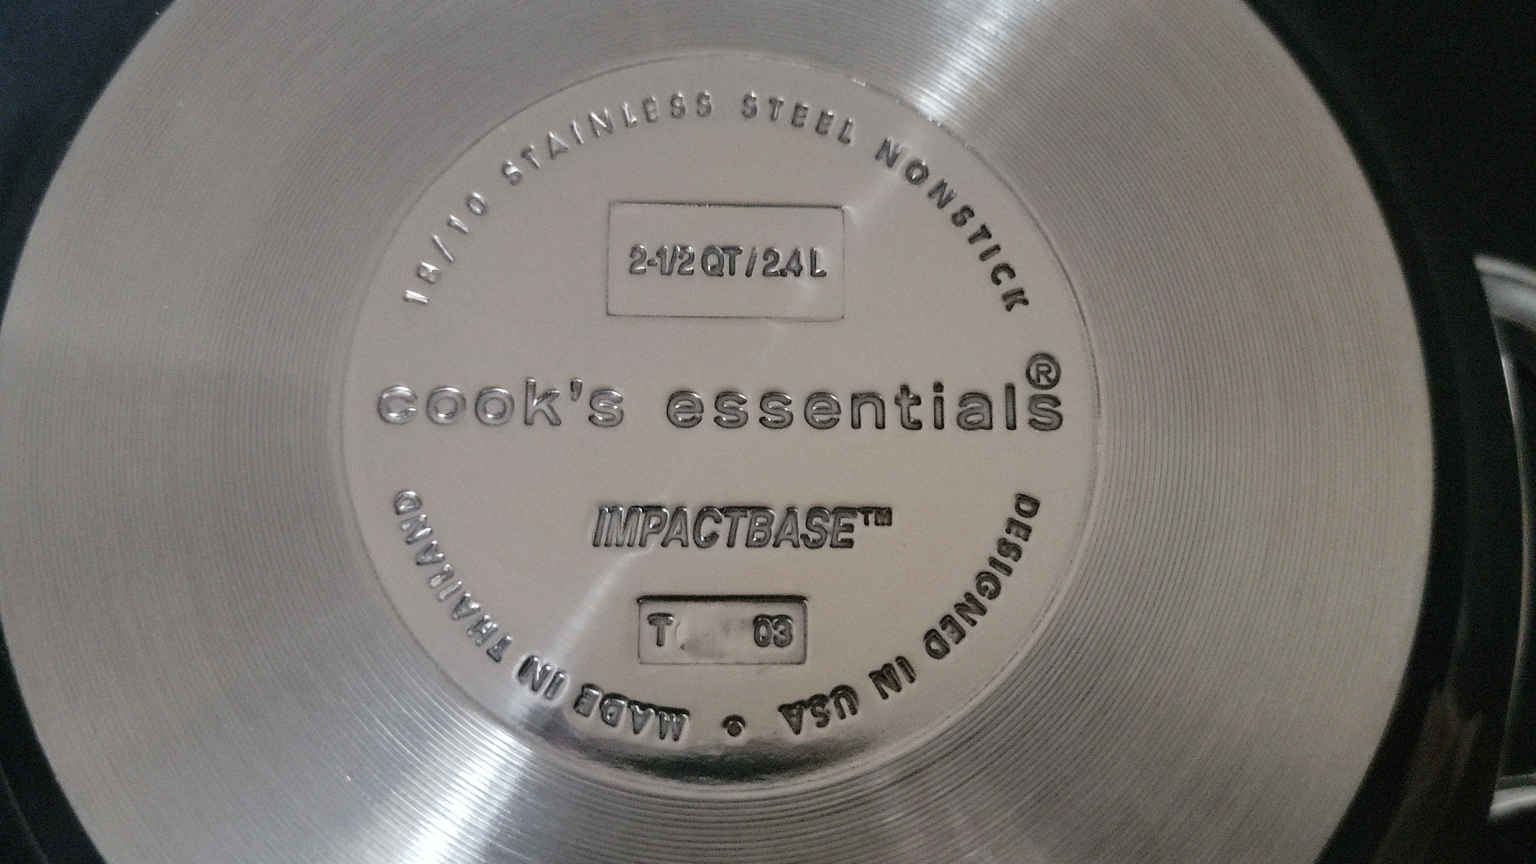 18/10 STAINLESS STEEL NONSTICK
2-1/2 QT / 2.4 L
cook's essentials®
IMPACTBASE™
T 03
DESIGNED IN USA • MADE IN THAILAND